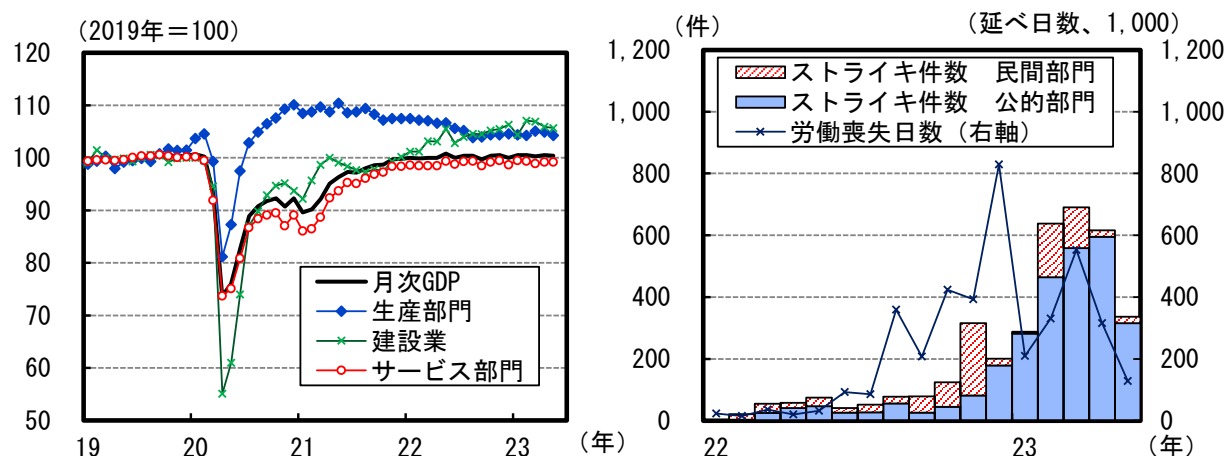 (2019年＝100)
120
110
100
90
80
70
60
50
月次GDP
生産部門
建設業
サービス部門
19 20 21 22 23 (年)
(件) (延べ日数、1,000)
1,200 1,200
1,000 1,000
800 800
600 600
400 400
200 200
0 0
ストライキ件数　民間部門
ストライキ件数　公的部門
労働喪失日数（右軸）
22 23 (年)